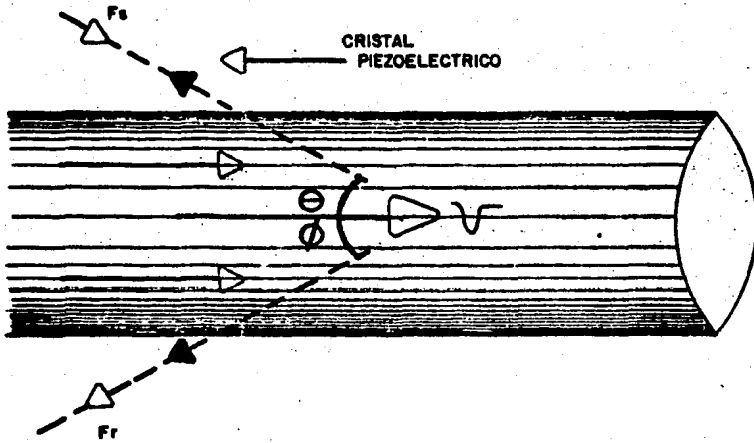 Fs
CRISTAL
PIEZOELECTRICO
Θ
Φ
V
Fr